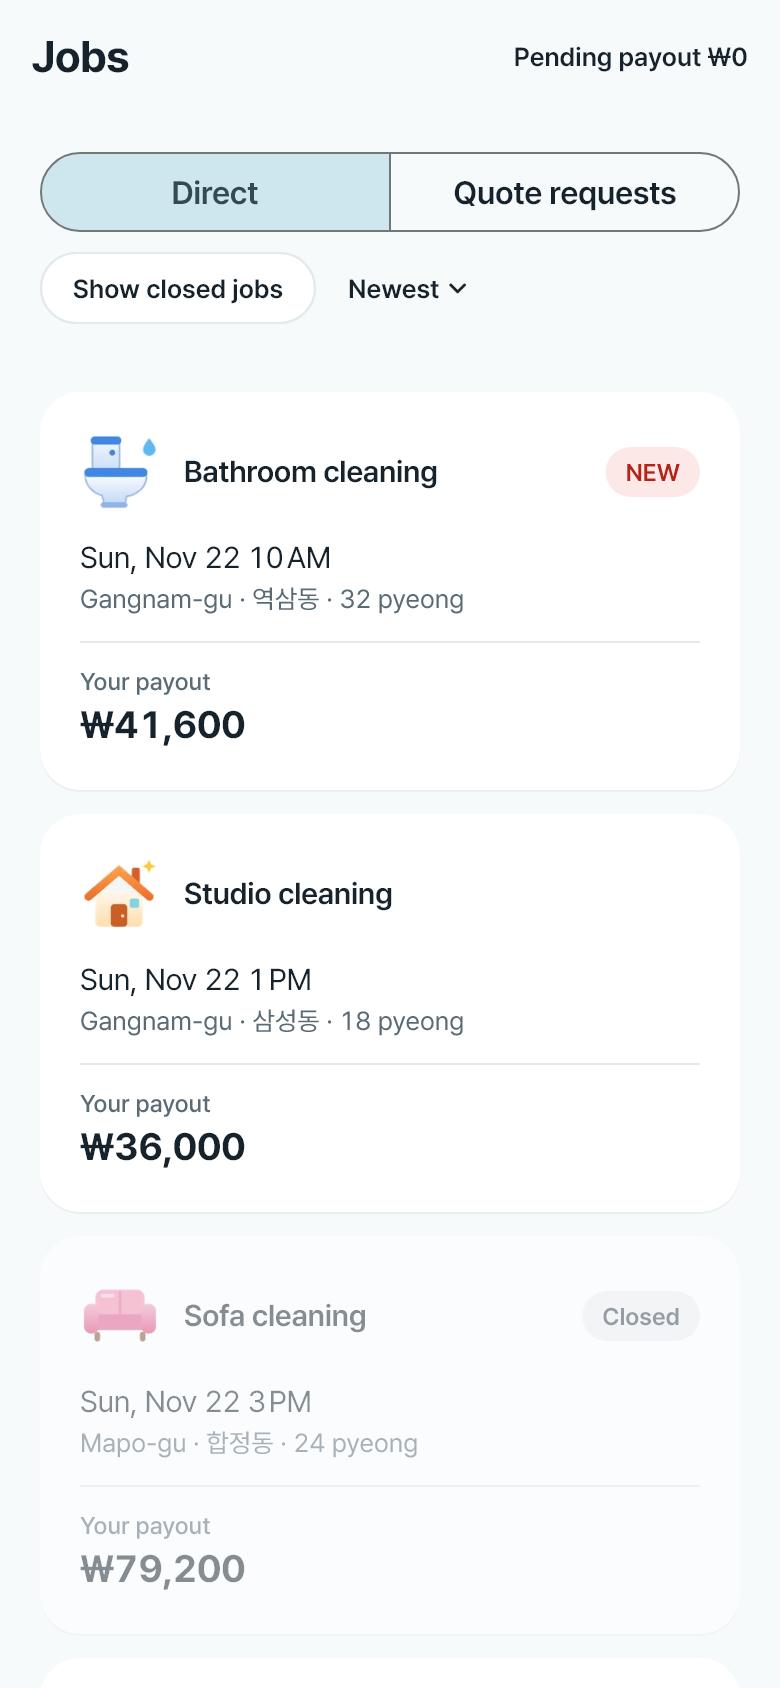 Jobs
Pending payout ₩0
Direct
Quote requests
Show closed jobs
Newest
Bathroom cleaning
NEW
Sun, Nov 22 10 AM
Gangnam-gu · 역삼동 · 32 pyeong
Your payout
₩41,600
Studio cleaning
Sun, Nov 22 1 PM
Gangnam-gu · 삼성동 · 18 pyeong
Your payout
₩36,000
Sofa cleaning
Closed
Sun, Nov 22 3 PM
Mapo-gu · 합정동 · 24 pyeong
Your payout
₩79,200